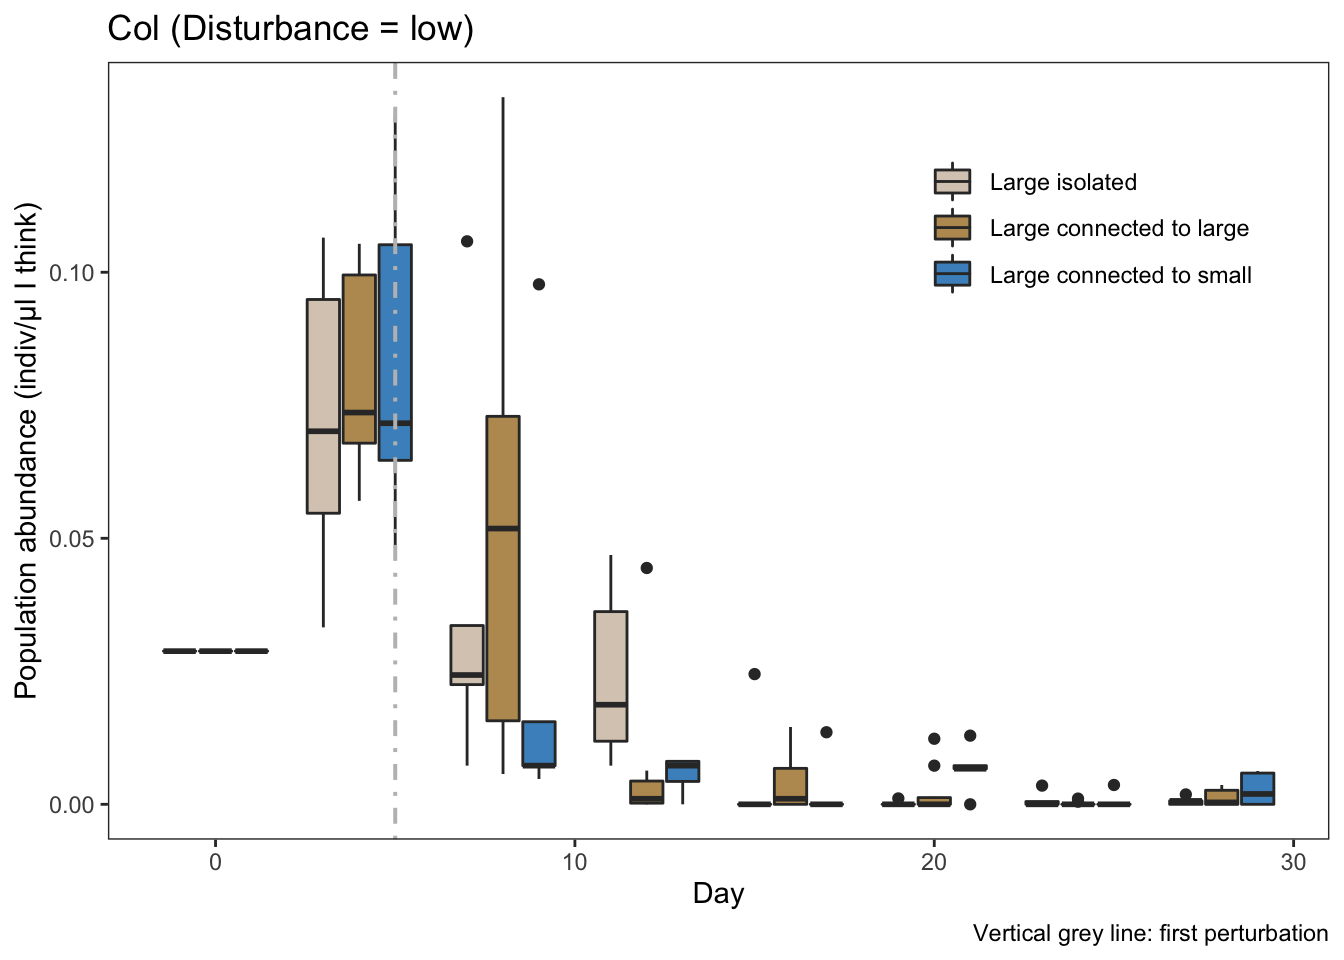 Col (Disturbance = low)
Population abundance (indiv/µl I think)
0.10
0.05
0.00
Large isolated
Large connected to large
Large connected to small
0 10 20 30
Day
Vertical grey line: first perturbation